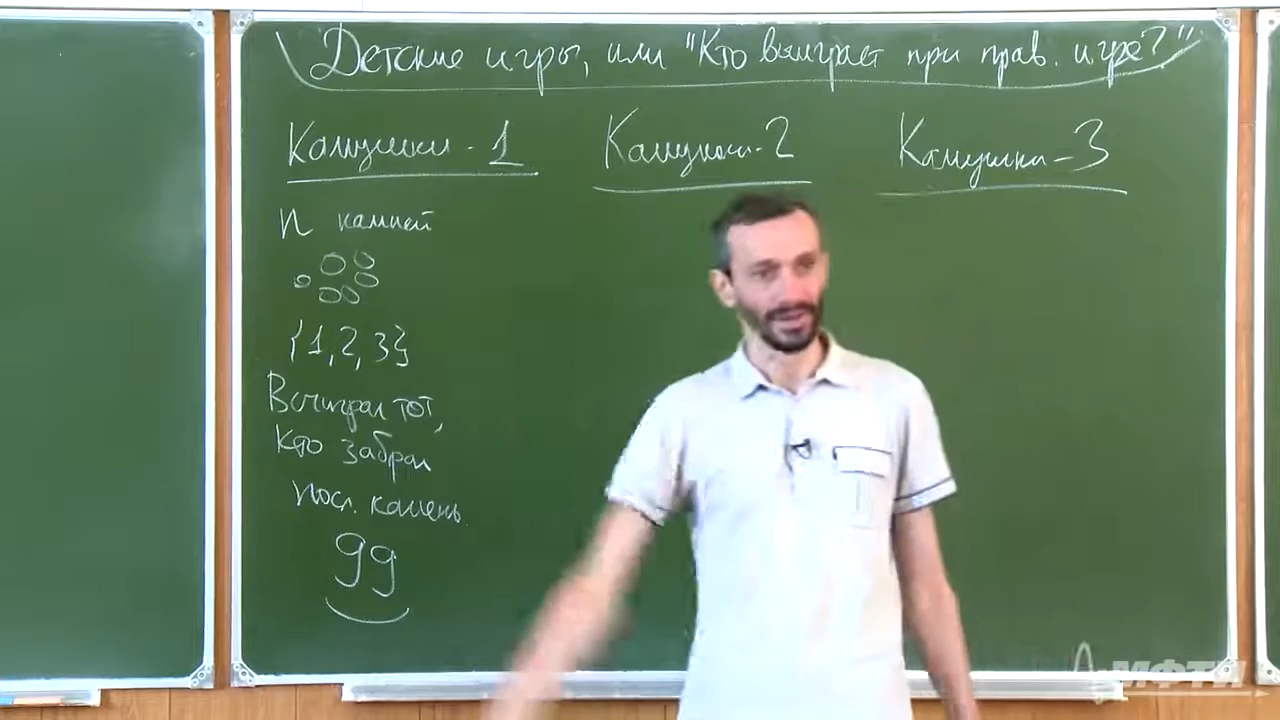 Детские игры, или "Кто выиграет при прав. игре?"
Камушки - 1
Камушки - 2
Камушки - 3
n камней
{1, 2, 3}
Выиграл тот,
кто забрал
посл. камень.
99
МФТИ